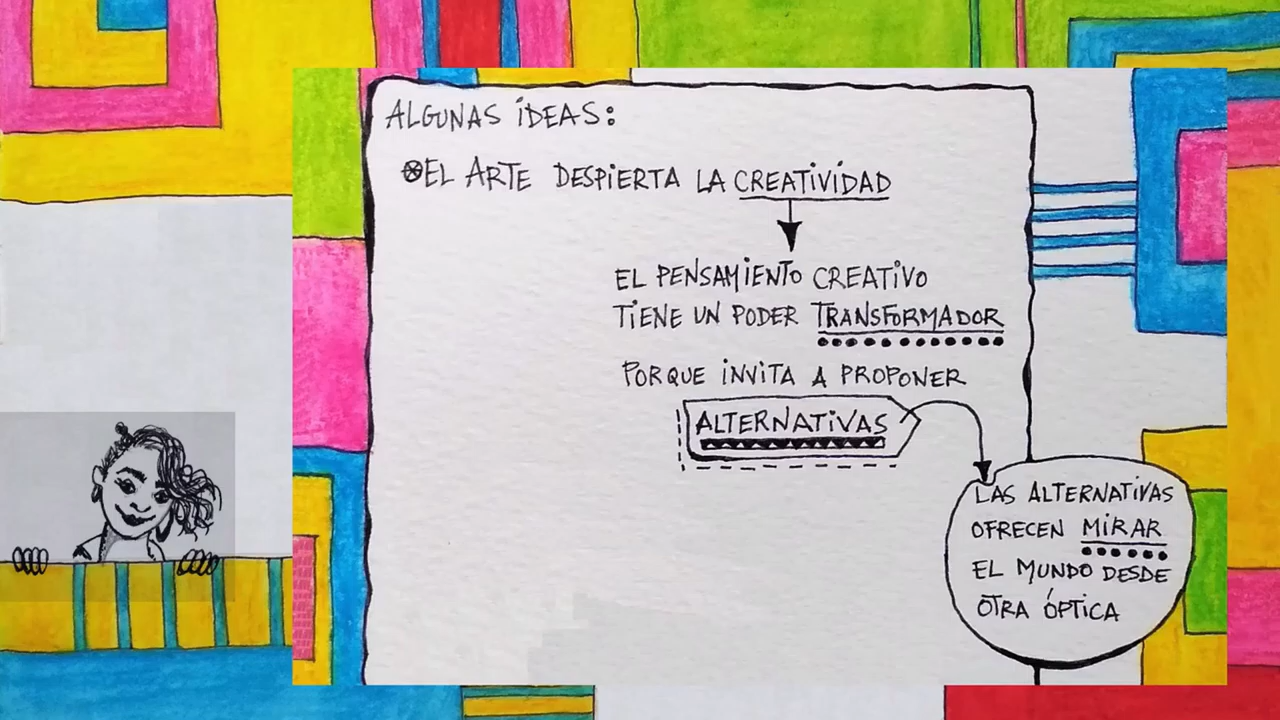 ALGUNAS IDEAS:
EL ARTE DESPIERTA LA CREATIVIDAD
EL PENSAMIENTO CREATIVO
TIENE UN PODER TRANSFORMADOR
PORQUE INVITA A PROPONER
ALTERNATIVAS
LAS ALTERNATIVAS
OFRECEN MIRAR
EL MUNDO DESDE
OTRA ÓPTICA